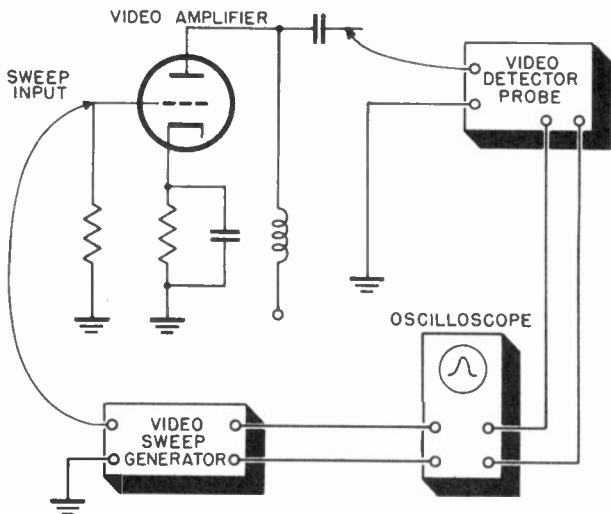 VIDEO AMPLIFIER
SWEEP
INPUT
VIDEO
DETECTOR
PROBE
OSCILLOSCOPE
VIDEO
SWEEP
GENERATOR